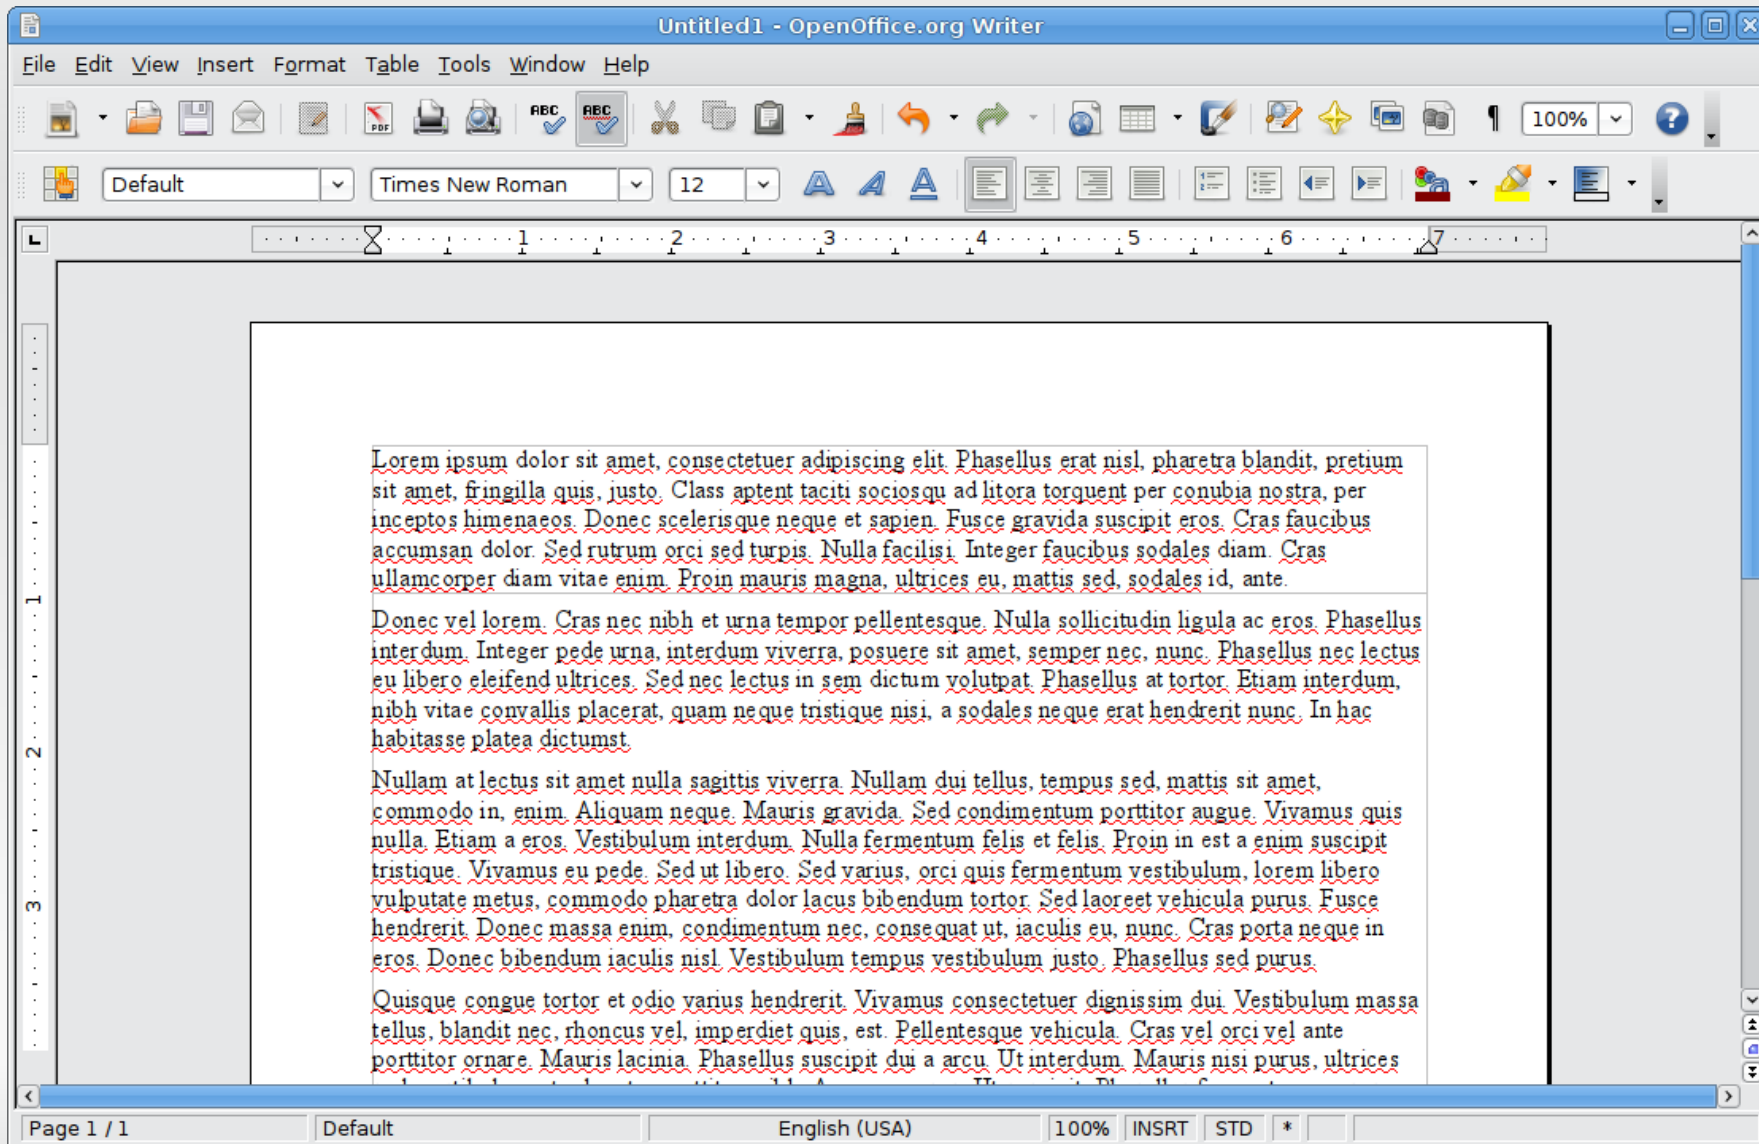 Untitled1 - OpenOffice.org Writer
File Edit View Insert Format Table Tools Window Help
PDF ABC ABC 100%
Default Times New Roman 12
1 2 3 4 5 6 7
Lorem ipsum dolor sit amet, consectetuer adipiscing elit. Phasellus erat nisl, pharetra blandit, pretium
sit amet, fringilla quis, justo. Class aptent taciti sociosqu ad litora torquent per conubia nostra, per
inceptos himenaeos. Donec scelerisque neque et sapien. Fusce gravida suscipit eros. Cras faucibus
accumsan dolor. Sed rutrum orci sed turpis. Nulla facilisi. Integer faucibus sodales diam. Cras
ullamcorper diam vitae enim. Proin mauris magna, ultrices eu, mattis sed, sodales id, ante.
1
Donec vel lorem. Cras nec nibh et urna tempor pellentesque. Nulla sollicitudin ligula ac eros. Phasellus
interdum. Integer pede urna, interdum viverra, posuere sit amet, semper nec, nunc. Phasellus nec lectus
eu libero eleifend ultrices. Sed nec lectus in sem dictum volutpat. Phasellus at tortor. Etiam interdum,
nibh vitae convallis placerat, quam neque tristique nisi, a sodales neque erat hendrerit nunc. In hac
habitasse platea dictumst.
2
Nullam at lectus sit amet nulla sagittis viverra. Nullam dui tellus, tempus sed, mattis sit amet,
commodo in, enim. Aliquam neque. Mauris gravida. Sed condimentum porttitor augue. Vivamus quis
nulla. Etiam a eros. Vestibulum interdum. Nulla fermentum felis et felis. Proin in est a enim suscipit
tristique. Vivamus eu pede. Sed ut libero. Sed varius, orci quis fermentum vestibulum, lorem libero
vulputate metus, commodo pharetra dolor lacus bibendum tortor. Sed laoreet vehicula purus. Fusce
3
hendrerit. Donec massa enim, condimentum nec, consequat ut, iaculis eu, nunc. Cras porta neque in
eros. Donec bibendum iaculis nisl. Vestibulum tempus vestibulum justo. Phasellus sed purus.
Quisque congue tortor et odio varius hendrerit. Vivamus consectetuer dignissim dui. Vestibulum massa
tellus, blandit nec, rhoncus vel, imperdiet quis, est. Pellentesque vehicula. Cras vel orci vel ante
porttitor ornare. Mauris lacinia. Phasellus suscipit dui a arcu. Ut interdum. Mauris nisi purus, ultrices
Page 1 / 1 Default English (USA) 100% INSRT STD *